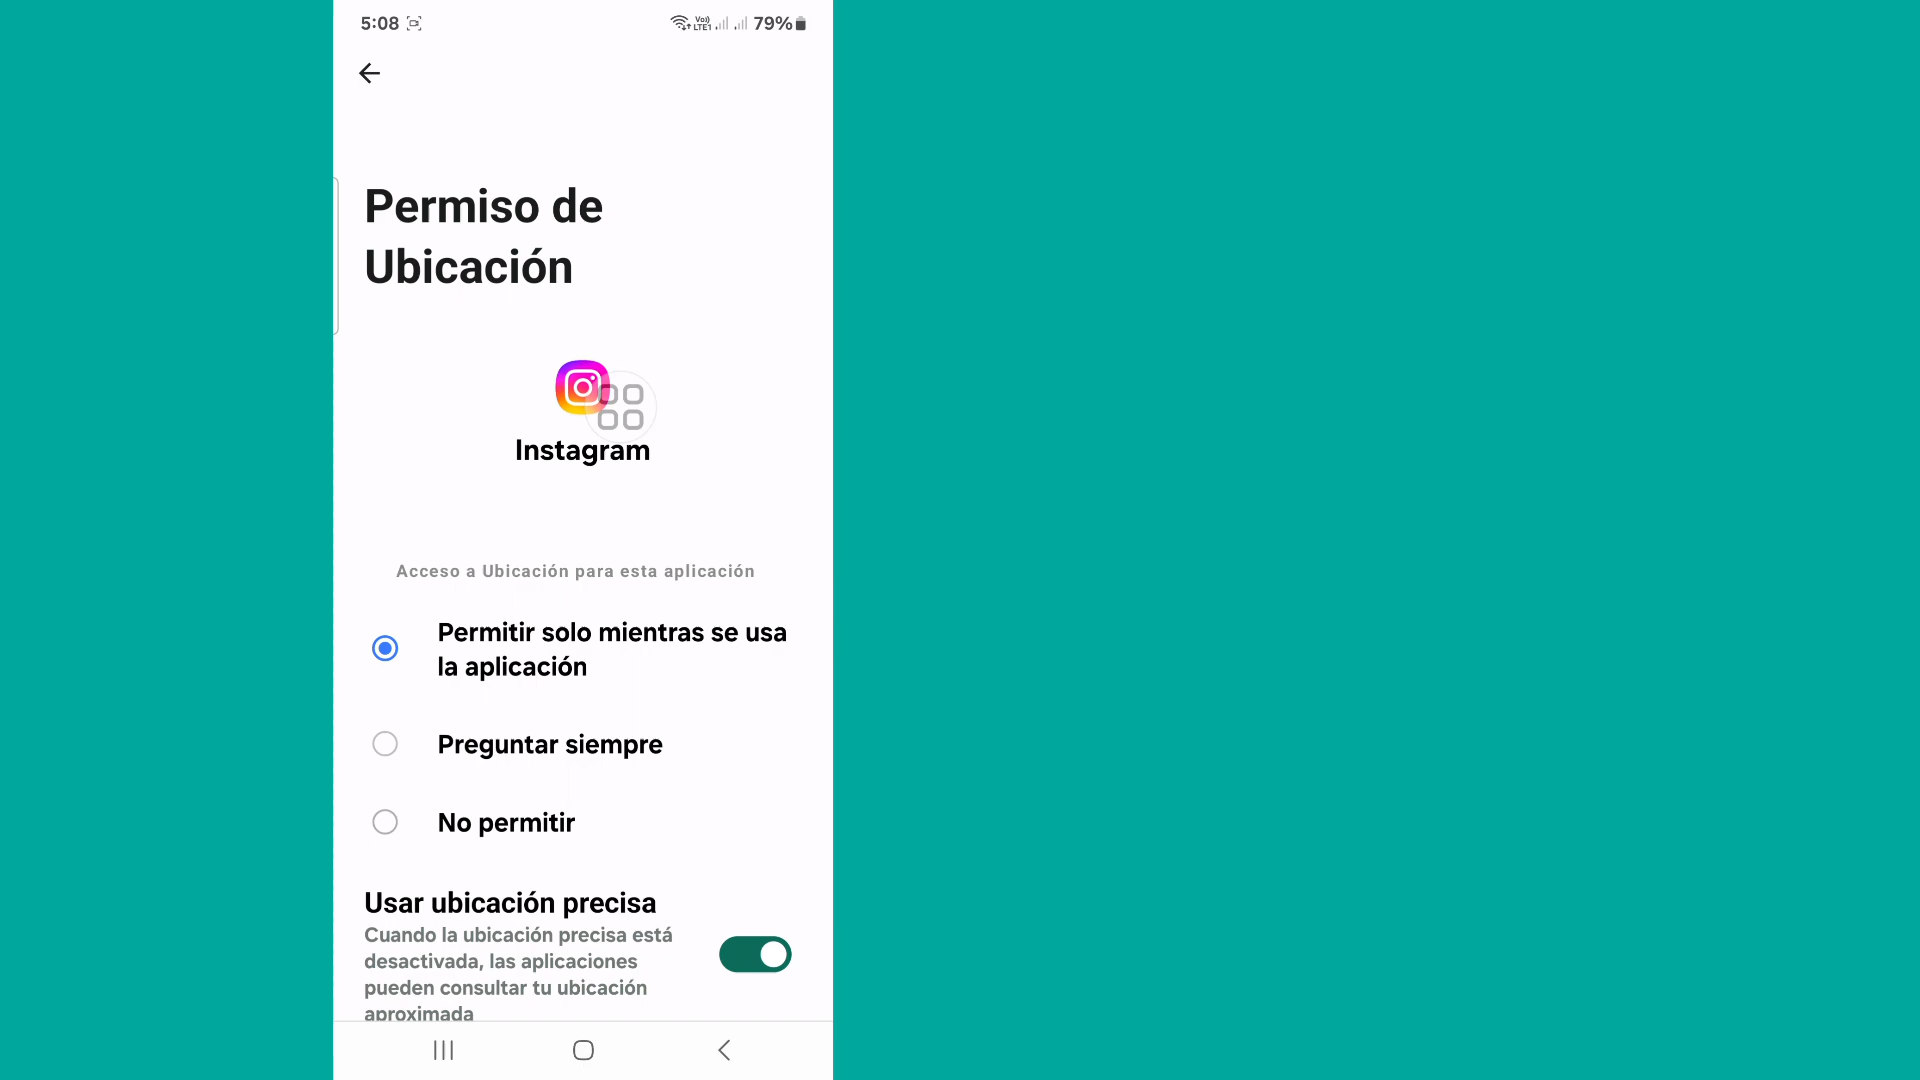 5:08
Vo)) LTE1 79%
Permiso de
Ubicación
Instagram
Acceso a Ubicación para esta aplicación
Permitir solo mientras se usa
la aplicación
Preguntar siempre
No permitir
Usar ubicación precisa
Cuando la ubicación precisa está
desactivada, las aplicaciones
pueden consultar tu ubicación
aproximada